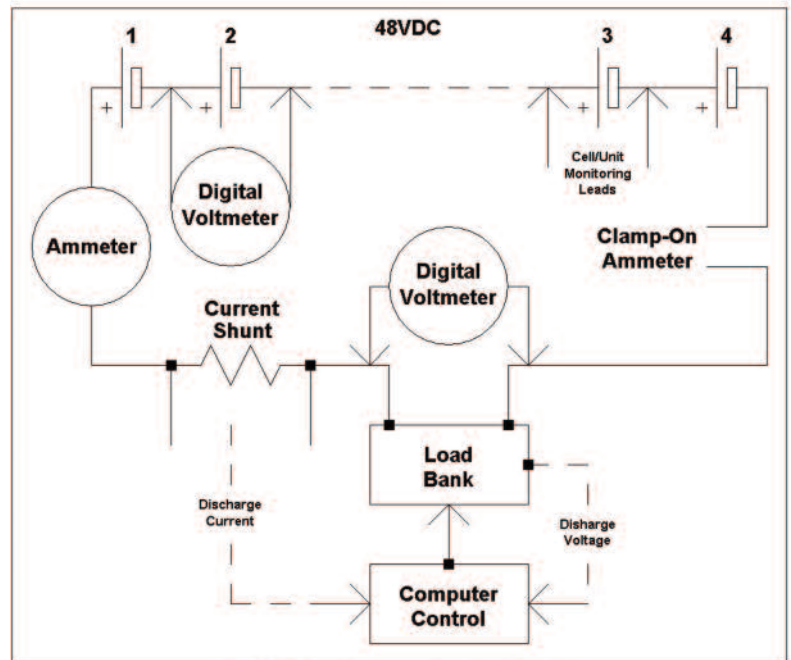 48VDC
1
2
3
4
+
+
+
+
Cell/Unit
Monitoring
Leads
Digital
Voltmeter
Ammeter
Clamp-On
Ammeter
Digital
Voltmeter
Current
Shunt
Load
Bank
Discharge
Current
Disharge
Voltage
Computer
Control